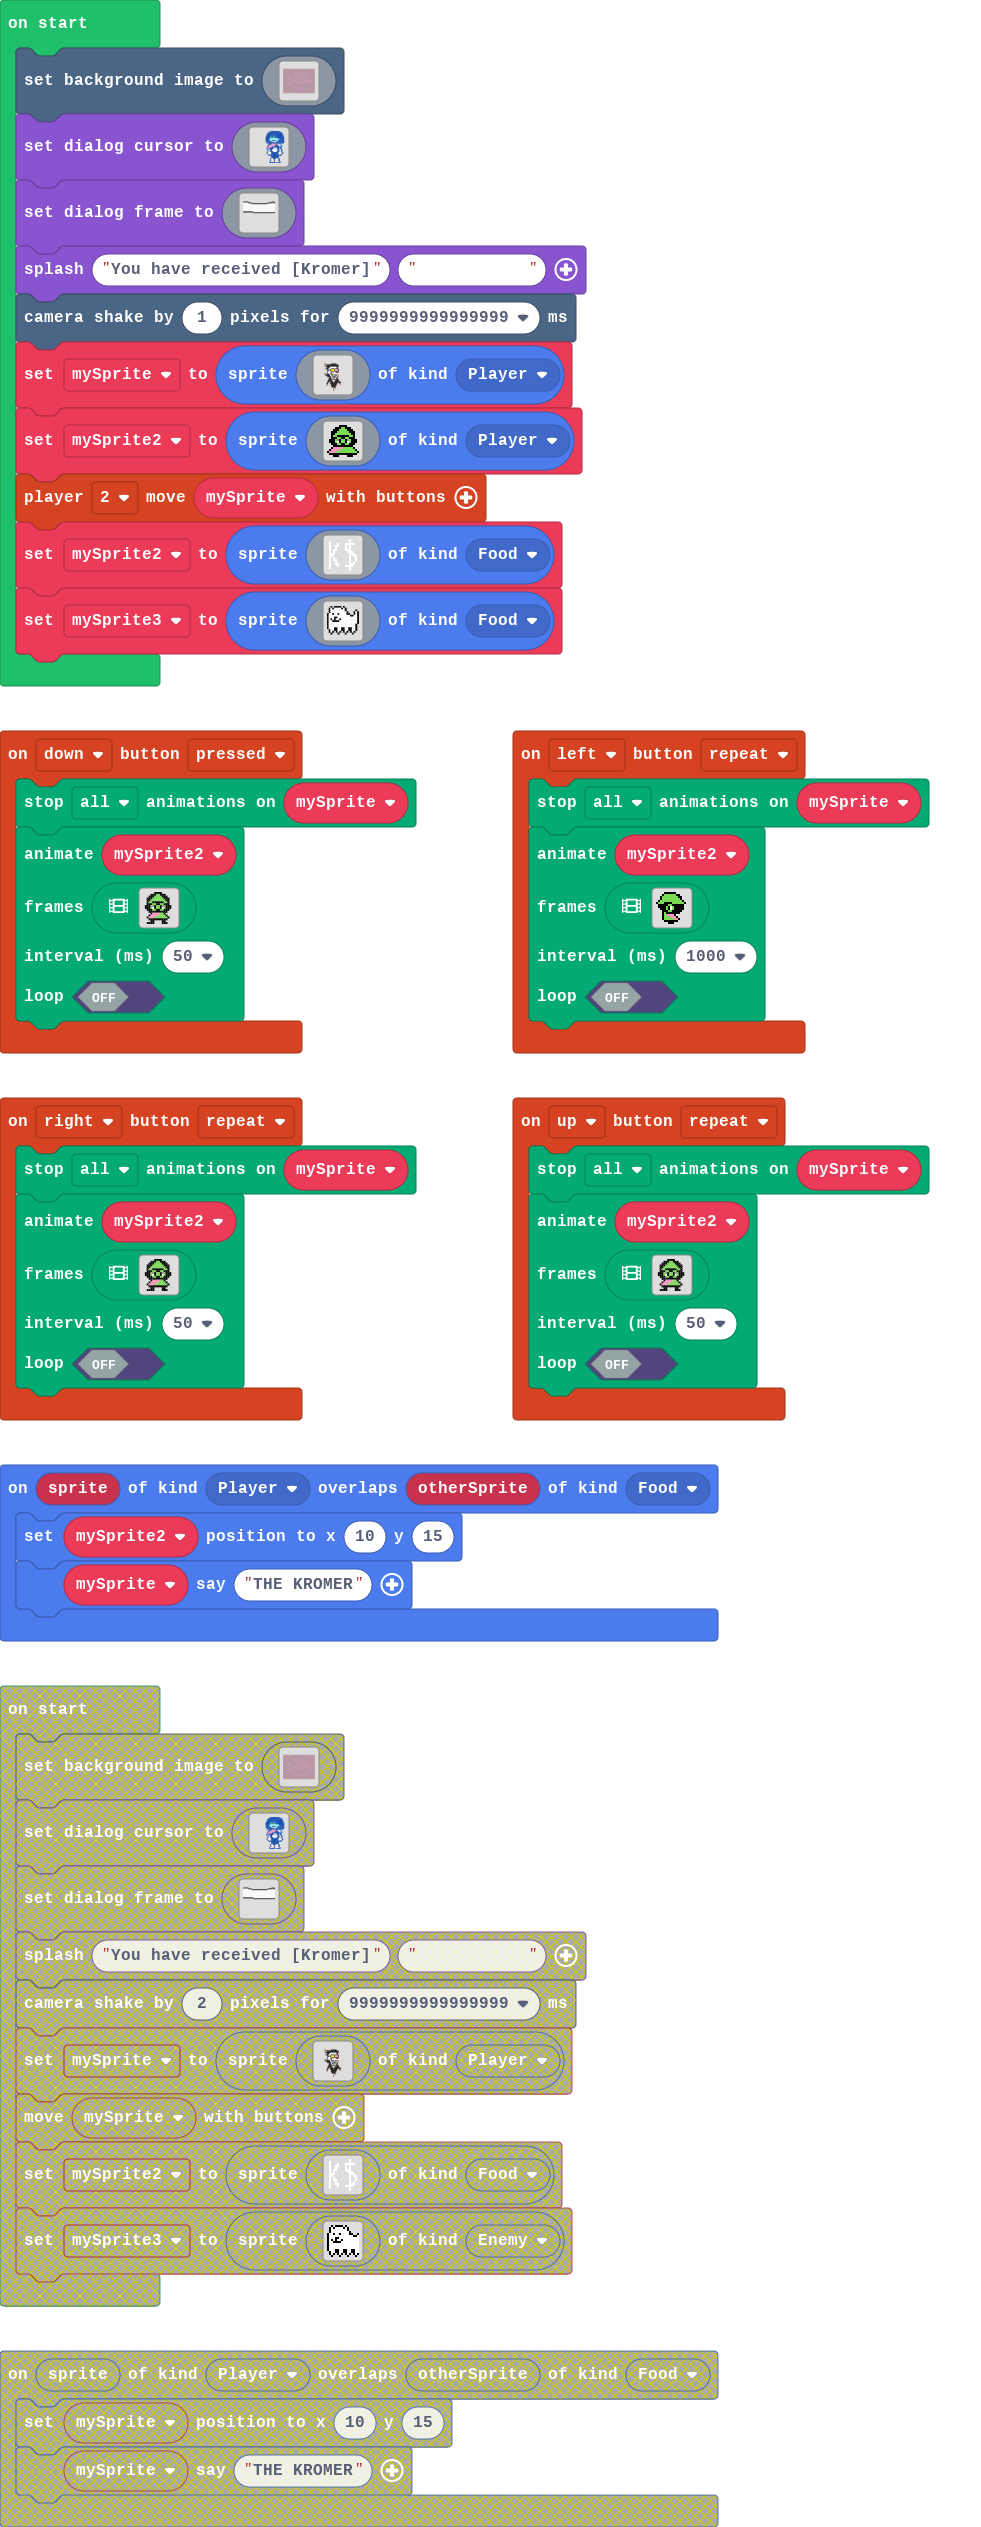 on start
set background image to
set dialog cursor to
set dialog frame to
splash "You have received [Kromer]" " "
camera shake by 1 pixels for 9999999999999999 ms
set mySprite to sprite of kind Player
set mySprite2 to sprite of kind Player
player 2 move mySprite with buttons
set mySprite2 to sprite K$ of kind Food
set mySprite3 to sprite of kind Food
on down button pressed
stop all animations on mySprite
animate mySprite2
frames
interval (ms) 50
loop OFF
on left button repeat
stop all animations on mySprite
animate mySprite2
frames
interval (ms) 1000
loop OFF
on right button repeat
stop all animations on mySprite
animate mySprite2
frames
interval (ms) 50
loop OFF
on up button repeat
stop all animations on mySprite
animate mySprite2
frames
interval (ms) 50
loop OFF
on sprite of kind Player overlaps otherSprite of kind Food
set mySprite2 position to x 10 y 15
mySprite say "THE KROMER"
on start
set background image to
set dialog cursor to
set dialog frame to
splash "You have received [Kromer]" " "
camera shake by 2 pixels for 9999999999999999 ms
set mySprite to sprite of kind Player
move mySprite with buttons
set mySprite2 to sprite K$ of kind Food
set mySprite3 to sprite of kind Enemy
on sprite of kind Player overlaps otherSprite of kind Food
set mySprite position to x 10 y 15
mySprite say "THE KROMER"